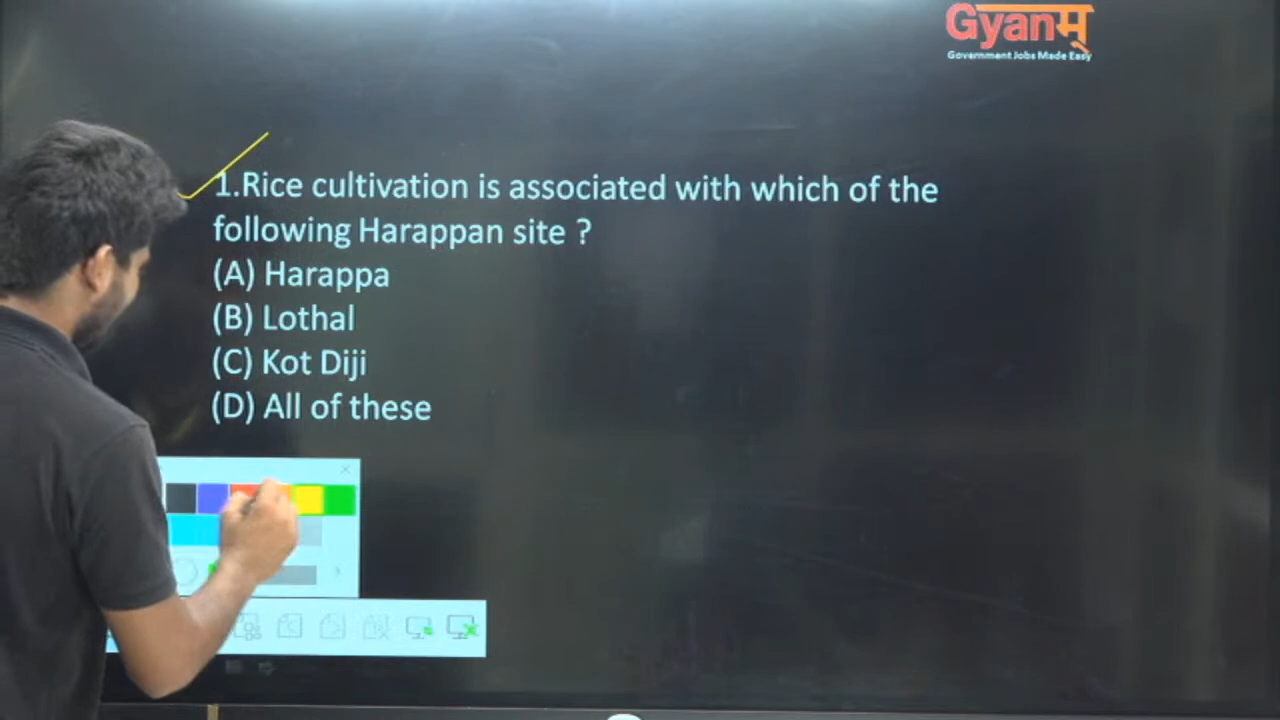 Gyanम्
Government Jobs Made Easy
1.Rice cultivation is associated with which of the
following Harappan site ?
(A) Harappa
(B) Lothal
(C) Kot Diji
(D) All of these